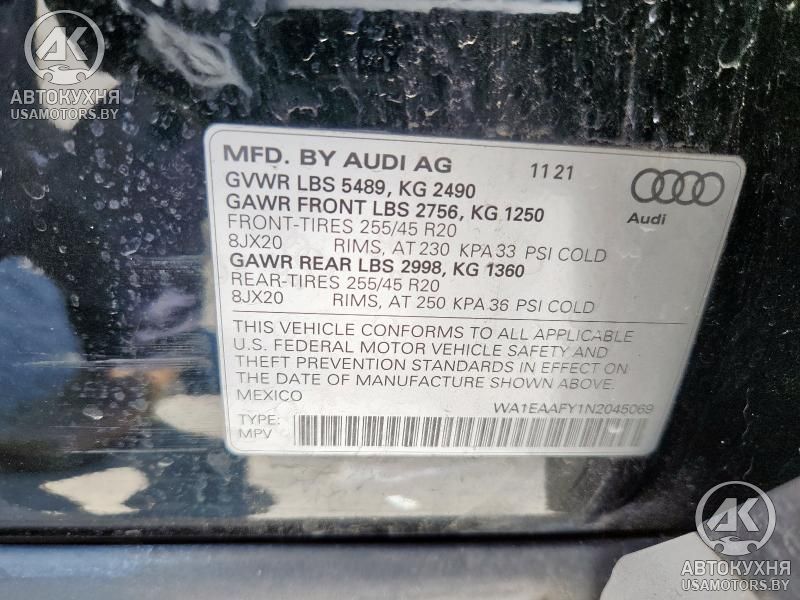 АК
АВТОКУХНЯ
USAMOTORS.BY
MFD. BY AUDI AG 11 21
GVWR LBS 5489, KG 2490
GAWR FRONT LBS 2756, KG 1250
FRONT-TIRES 255/45 R20
8JX20 RIMS, AT 230 KPA 33 PSI COLD
GAWR REAR LBS 2998, KG 1360
REAR-TIRES 255/45 R20
8JX20 RIMS, AT 250 KPA 36 PSI COLD
Audi
THIS VEHICLE CONFORMS TO ALL APPLICABLE
U.S. FEDERAL MOTOR VEHICLE SAFETY AND
THEFT PREVENTION STANDARDS IN EFFECT ON
THE DATE OF MANUFACTURE SHOWN ABOVE.
MEXICO WA1EAAFY1N2045069
TYPE:
MPV
АК
АВТОКУХНЯ
USAMOTORS.BY